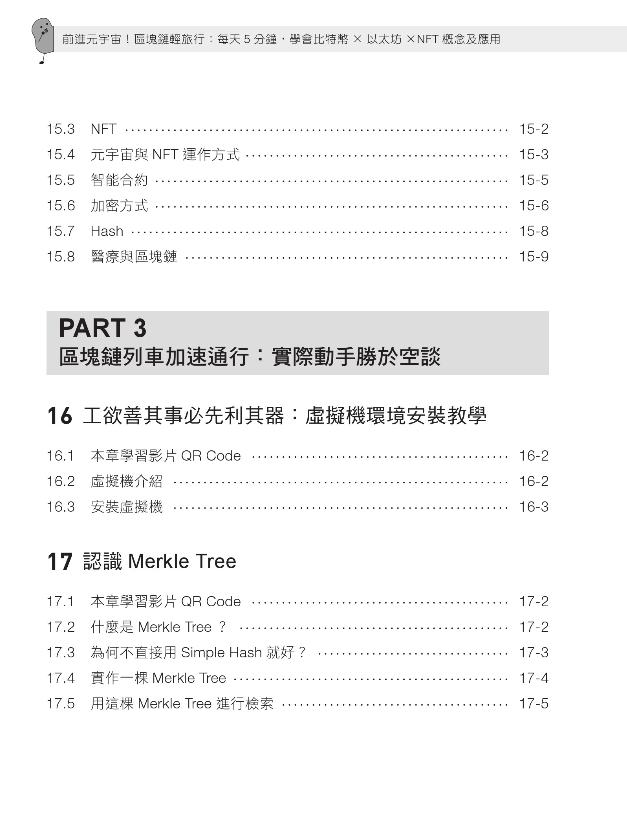 前進元宇宙！區塊鏈輕旅行：每天 5 分鐘，學會比特幣 × 以太坊 ×NFT 概念及應用
15.3 NFT 15-2
15.4 元宇宙與 NFT 運作方式 15-3
15.5 智能合約 15-5
15.6 加密方式 15-6
15.7 Hash 15-8
15.8 醫療與區塊鏈 15-9
PART 3
區塊鏈列車加速通行：實際動手勝於空談
16 工欲善其事必先利其器：虛擬機環境安裝教學
16.1 本章學習影片 QR Code 16-2
16.2 虛擬機介紹 16-2
16.3 安裝虛擬機 16-3
17 認識 Merkle Tree
17.1 本章學習影片 QR Code 17-2
17.2 什麼是 Merkle Tree ？ 17-2
17.3 為何不直接用 Simple Hash 就好？ 17-3
17.4 實作一棵 Merkle Tree 17-4
17.5 用這棵 Merkle Tree 進行檢索 17-5